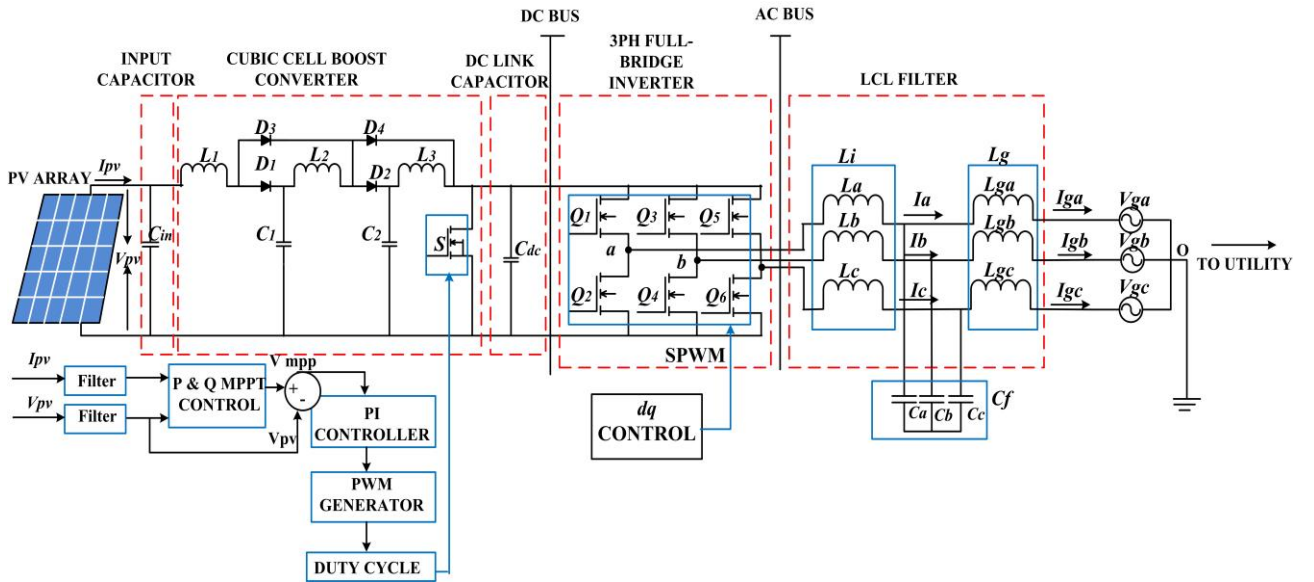 DC BUS
AC BUS
INPUT
CAPACITOR
CUBIC CELL BOOST
CONVERTER
DC LINK
CAPACITOR
3PH FULL-
BRIDGE
INVERTER
LCL FILTER
D3
D4
L1
D1
L2
D2
L3
Ipv
PV ARRAY
Cin
Vpv
C1
C2
S
Cdc
Q1
Q3
Q5
a
b
Q2
Q4
Q6
SPWM
Li
La
Lb
Lc
Ia
Ib
Ic
Lg
Lga
Lgb
Lgc
Iga
Igb
Igc
Vga
Vgb
Vgc
O
TO UTILITY
Ca
Cb
Cc
Cf
Ipv
Vpv
Filter
Filter
P & Q MPPT
CONTROL
V mpp
+
-
Vpv
PI
CONTROLLER
PWM
GENERATOR
DUTY CYCLE
dq
CONTROL